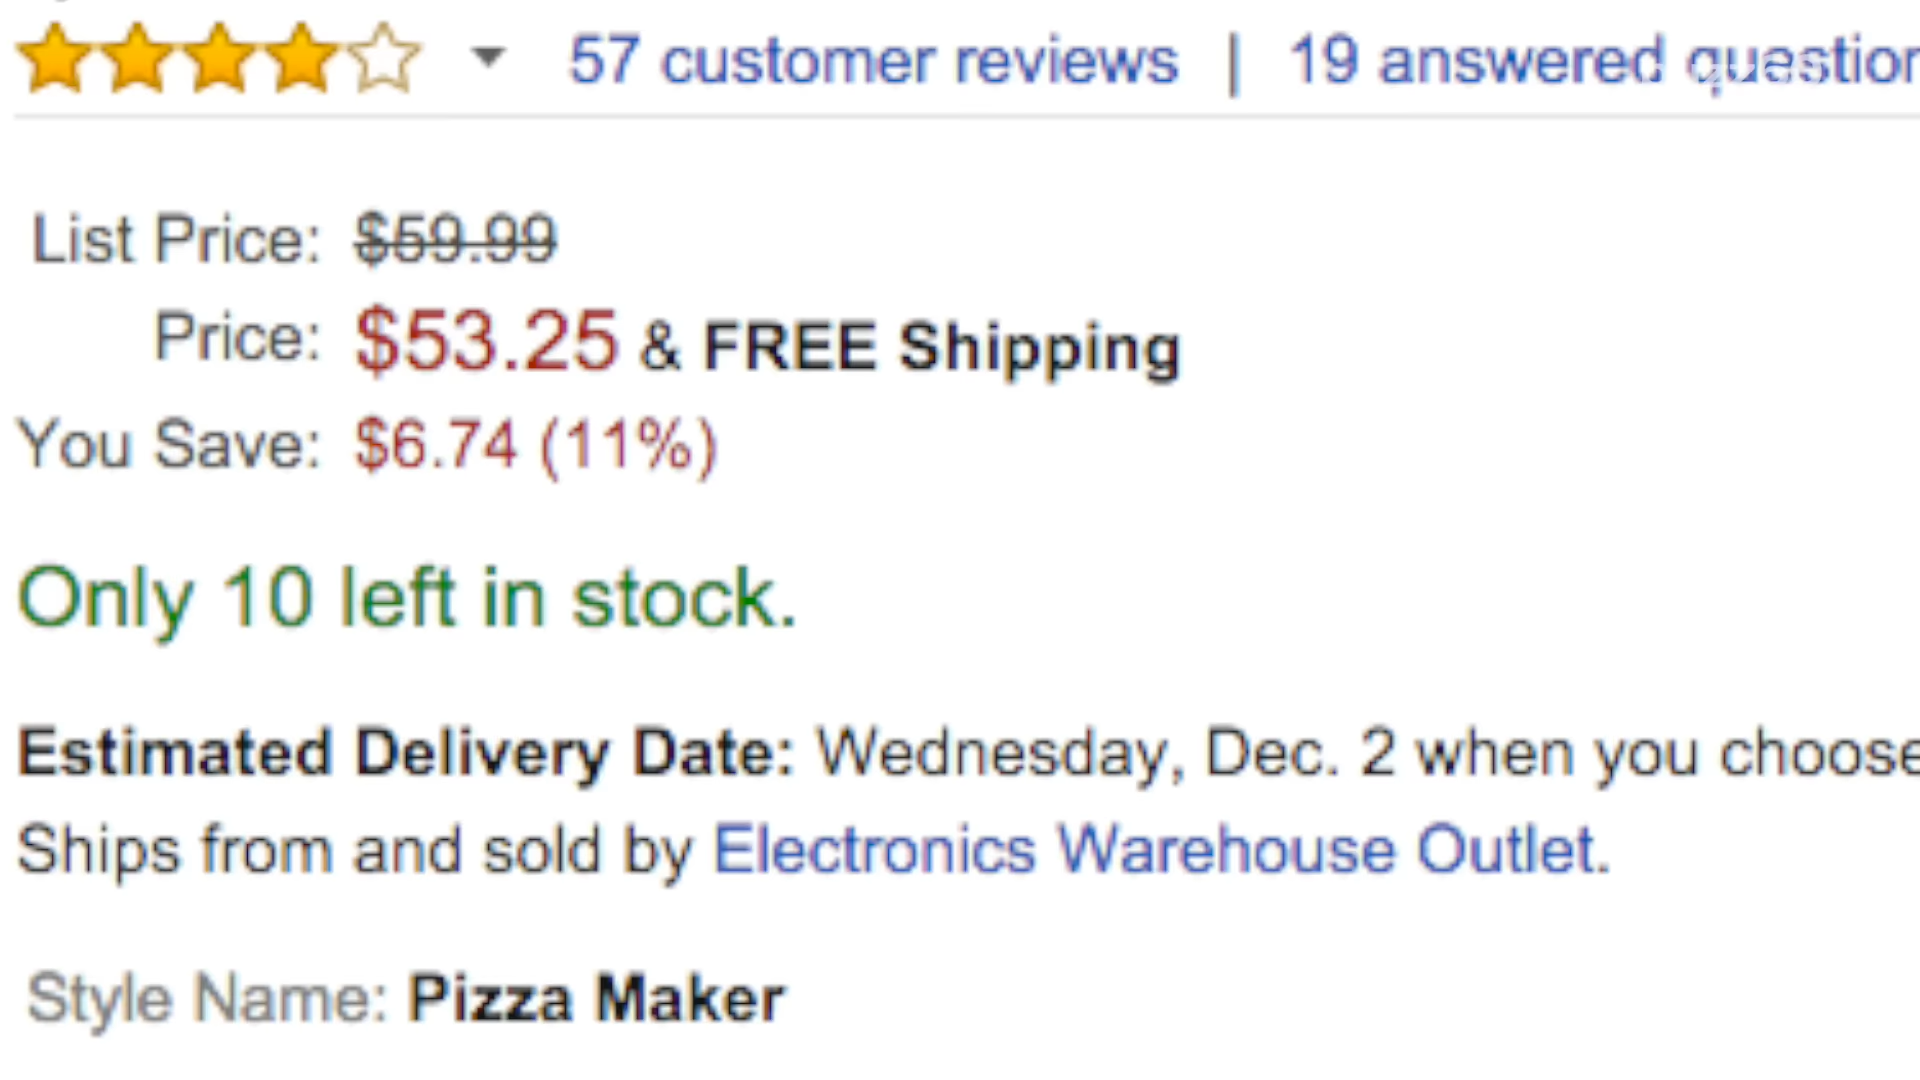 57 customer reviews | 19 answered question
List Price: $59.99
Price: $53.25 & FREE Shipping
You Save: $6.74 (11%)
Only 10 left in stock.
Estimated Delivery Date: Wednesday, Dec. 2 when you choose
Ships from and sold by Electronics Warehouse Outlet.
Style Name: Pizza Maker